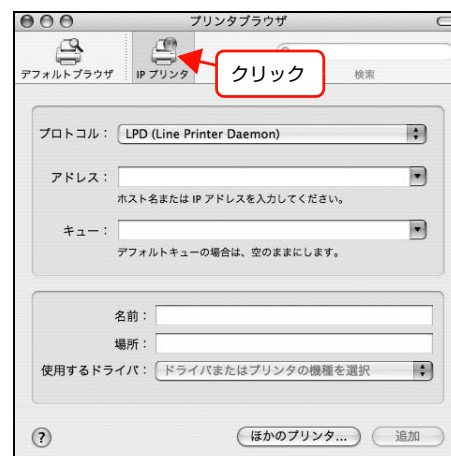 プリンタブラウザ
デフォルトブラウザ
IP プリンタ
クリック
検索
プロトコル：
LPD (Line Printer Daemon)
アドレス：
ホスト名または IP アドレスを入力してください。
キュー：
デフォルトキューの場合は、空のままにします。
名前：
場所：
使用するドライバ：
ドライバまたはプリンタの機種を選択
?
ほかのプリンタ...
追加